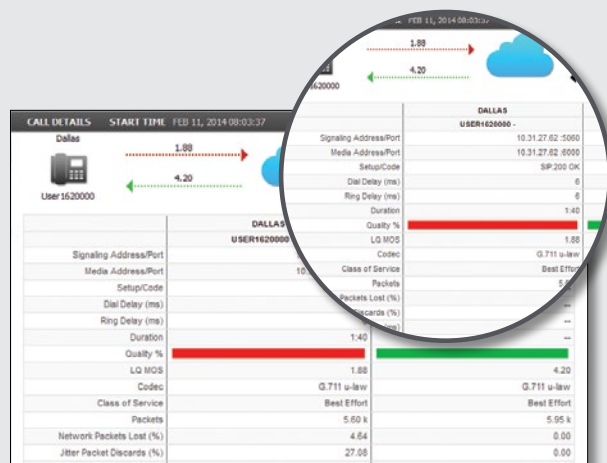 CALL DETAILS START TIME FEB 11, 2014 08:03:37
Dallas
1.88
4.20
User 1620000
DALLAS
USER1620000
Signaling Address/Port
Media Address/Port
Setup/Code
Dial Delay (ms)
Ring Delay (ms)
Duration 1:40
Quality %
LQ MOS 1.88 4.20
Codec G.711 u-law G.711 u-law
Class of Service Best Effort Best Effort
Packets 5.60 k 5.95 k
Network Packets Lost (%) 4.64 0.00
Jitter Packet Discards (%) 27.08 0.00
FEB 11, 2014 08:03:37
1.88
4.20
1620000
DALLAS
USER1620000 -
Signaling Address/Port 10.31.27.62 :5060
Media Address/Port 10.31.27.62 :6000
Setup/Code SIP:200 OK
Dial Delay (ms) 6
Ring Delay (ms) 6
Duration 1:40
Quality %
LQ MOS 1.88
Codec G.711 u-law
Class of Service Best Effort
Packets
Packets Lost (%) --
Discards (%) --
(ms) --